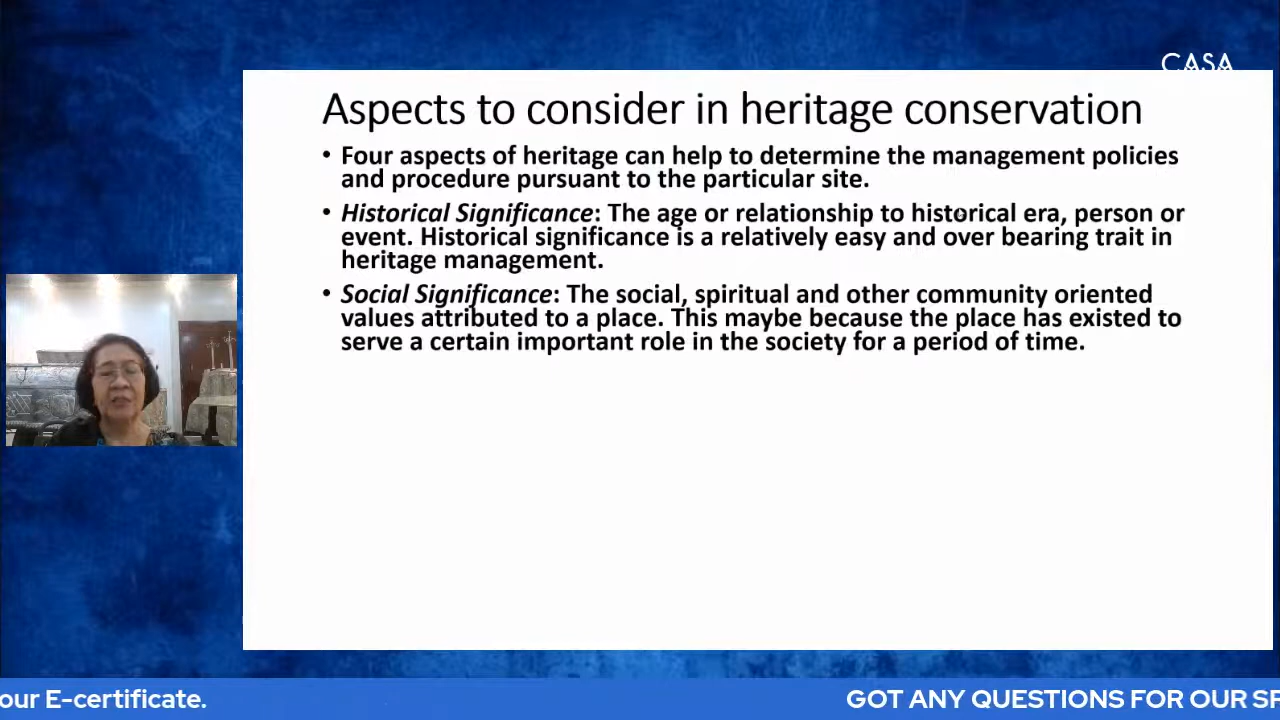 CASA
Aspects to consider in heritage conservation
• Four aspects of heritage can help to determine the management policies
and procedure pursuant to the particular site.
• Historical Significance: The age or relationship to historical era, person or
event. Historical significance is a relatively easy and over bearing trait in
heritage management.
• Social Significance: The social, spiritual and other community oriented
values attributed to a place. This maybe because the place has existed to
serve a certain important role in the society for a period of time.
our E-certificate.
GOT ANY QUESTIONS FOR OUR